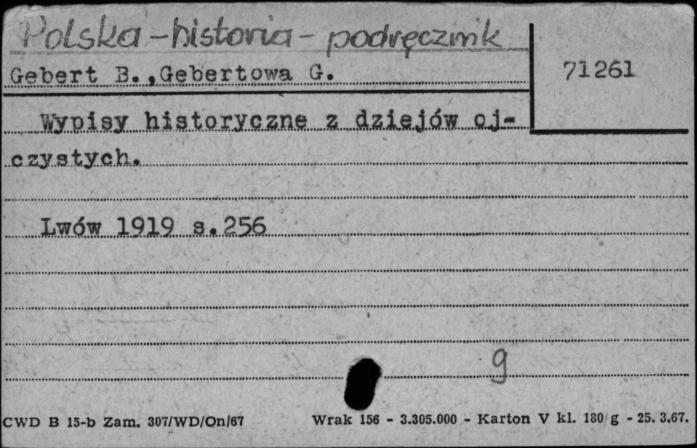 Polska - historia - podręcznik
Gebert B., Gebertowa G.
71261
Wypisy historyczne z dziejów oj-
czystych.
Lwów 1919 s.256
g
CWD B 15-b Zam. 307/WD/On/67
Wrak 156 - 3.305.000 - Karton V kl. 180 g - 25. 3.67.